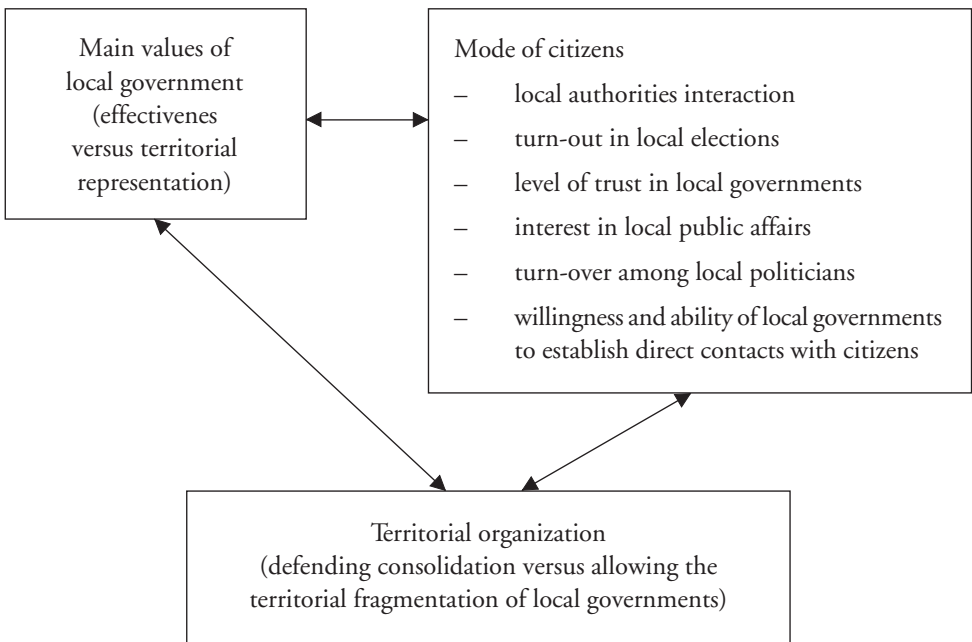 Main values of
local government
(effectivenes
versus territorial
representation)
Mode of citizens
– local authorities interaction
– turn-out in local elections
– level of trust in local governments
– interest in local public affairs
– turn-over among local politicians
– willingness and ability of local governments
to establish direct contacts with citizens
Territorial organization
(defending consolidation versus allowing the
territorial fragmentation of local governments)